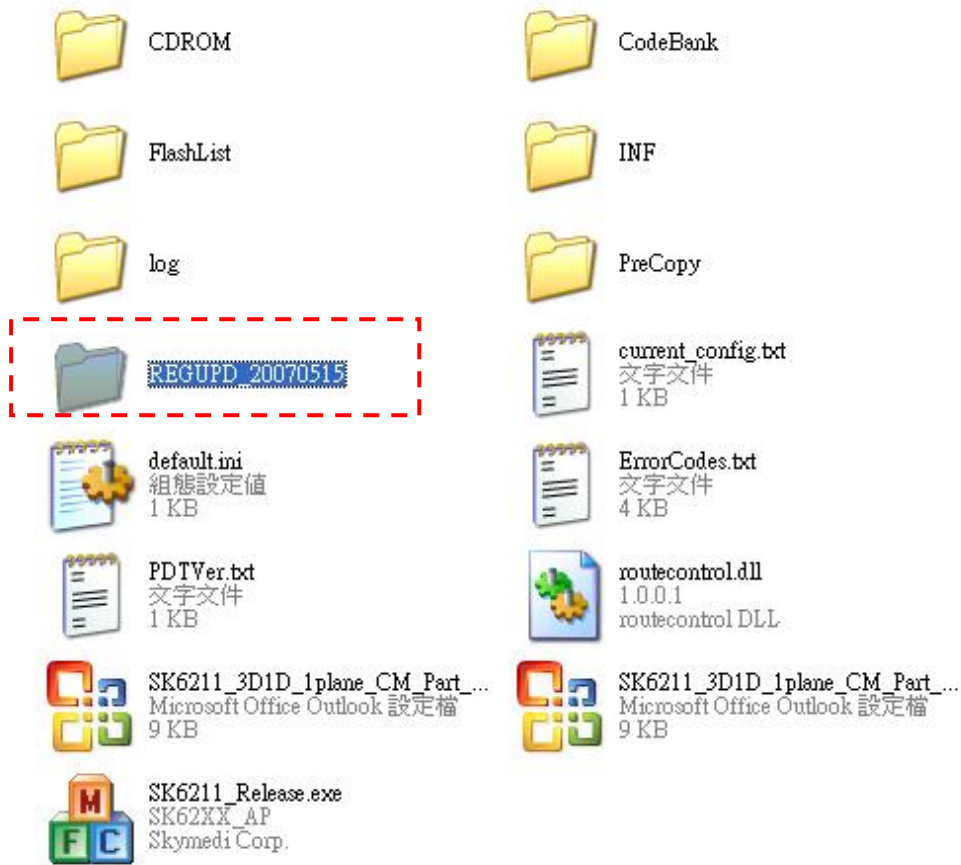 CDROM
CodeBank
FlashList
INF
log
PreCopy
REGUPD_20070515
current_config.txt
文字文件
1 KB
default.ini
組態設定值
1 KB
ErrorCodes.txt
文字文件
4 KB
PDTVer.txt
文字文件
1 KB
routecontrol.dll
1.0.0.1
routecontrol DLL
SK6211_3D1D_1plane_CM_Part_...
Microsoft Office Outlook 設定檔
9 KB
SK6211_3D1D_1plane_CM_Part_...
Microsoft Office Outlook 設定檔
9 KB
M
F C
SK6211_Release.exe
SK62XX_AP
Skymedi Corp.